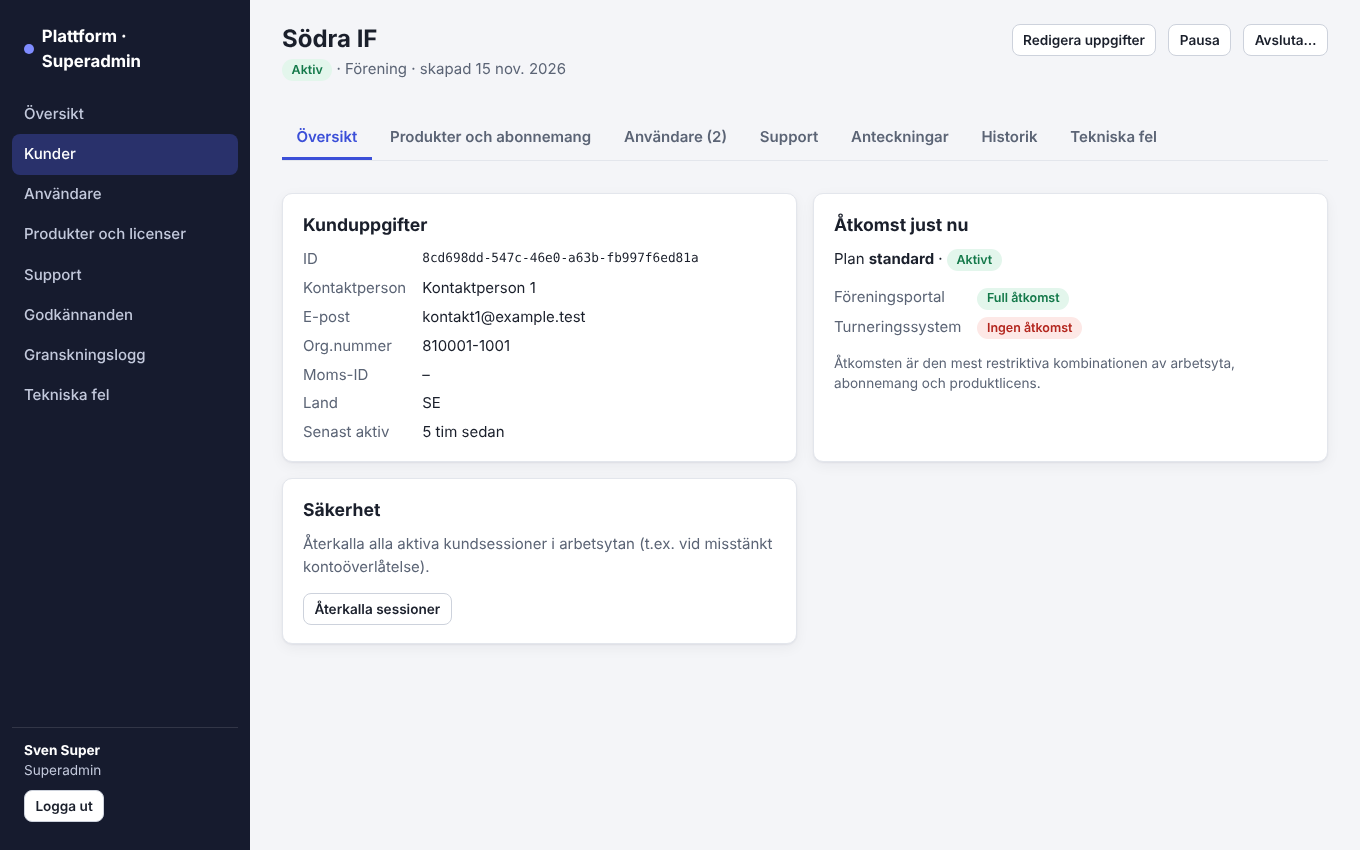 Plattform ·
Superadmin
Översikt
Kunder
Användare
Produkter och licenser
Support
Godkännanden
Granskningslogg
Tekniska fel
Sven Super
Superadmin
Logga ut
Södra IF
Redigera uppgifter
Pausa
Avsluta...
Aktiv · Förening · skapad 15 nov. 2026
Översikt
Produkter och abonnemang
Användare (2)
Support
Anteckningar
Historik
Tekniska fel
Kunduppgifter
ID 8cd698dd-547c-46e0-a63b-fb997f6ed81a
Kontaktperson Kontaktperson 1
E-post kontakt1@example.test
Org.nummer 810001-1001
Moms-ID –
Land SE
Senast aktiv 5 tim sedan
Åtkomst just nu
Plan standard · Aktivt
Föreningsportal Full åtkomst
Turneringssystem Ingen åtkomst
Åtkomsten är den mest restriktiva kombinationen av arbetsyta,
abonnemang och produktlicens.
Säkerhet
Återkalla alla aktiva kundsessioner i arbetsytan (t.ex. vid misstänkt
kontoöverlåtelse).
Återkalla sessioner